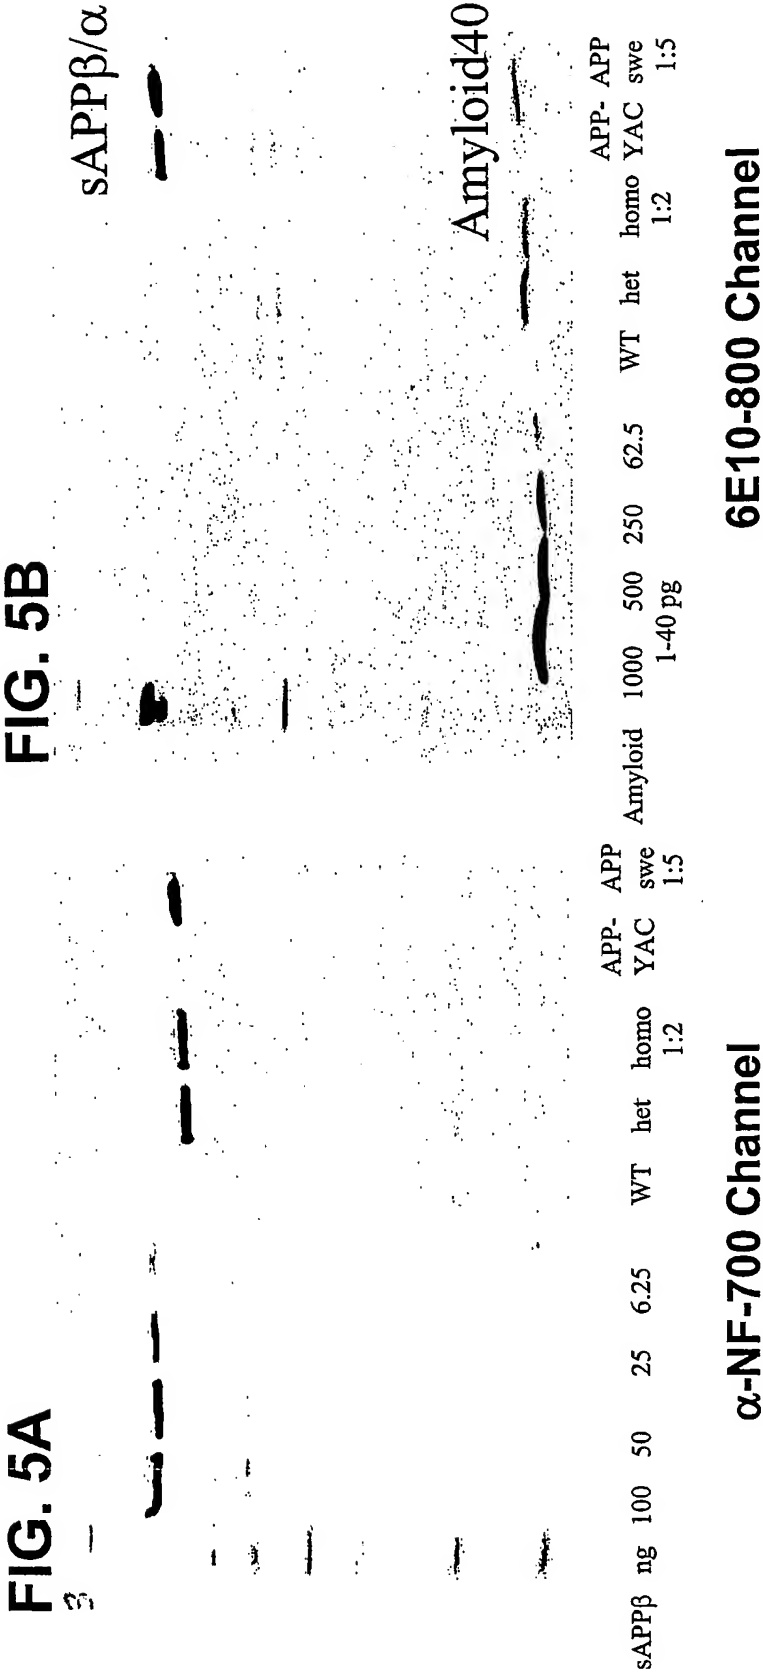 FIG. 5A
sAPPβ ng 100 50 25 6.25 WT het homo APP- APP
1:2 YAC swe
1:5
α-NF-700 Channel
FIG. 5B
sAPPβ/α
Amyloid40
Amyloid 1000 500 250 62.5 WT het homo APP- APP
1-40 pg 1:2 YAC swe
1:5
6E10-800 Channel